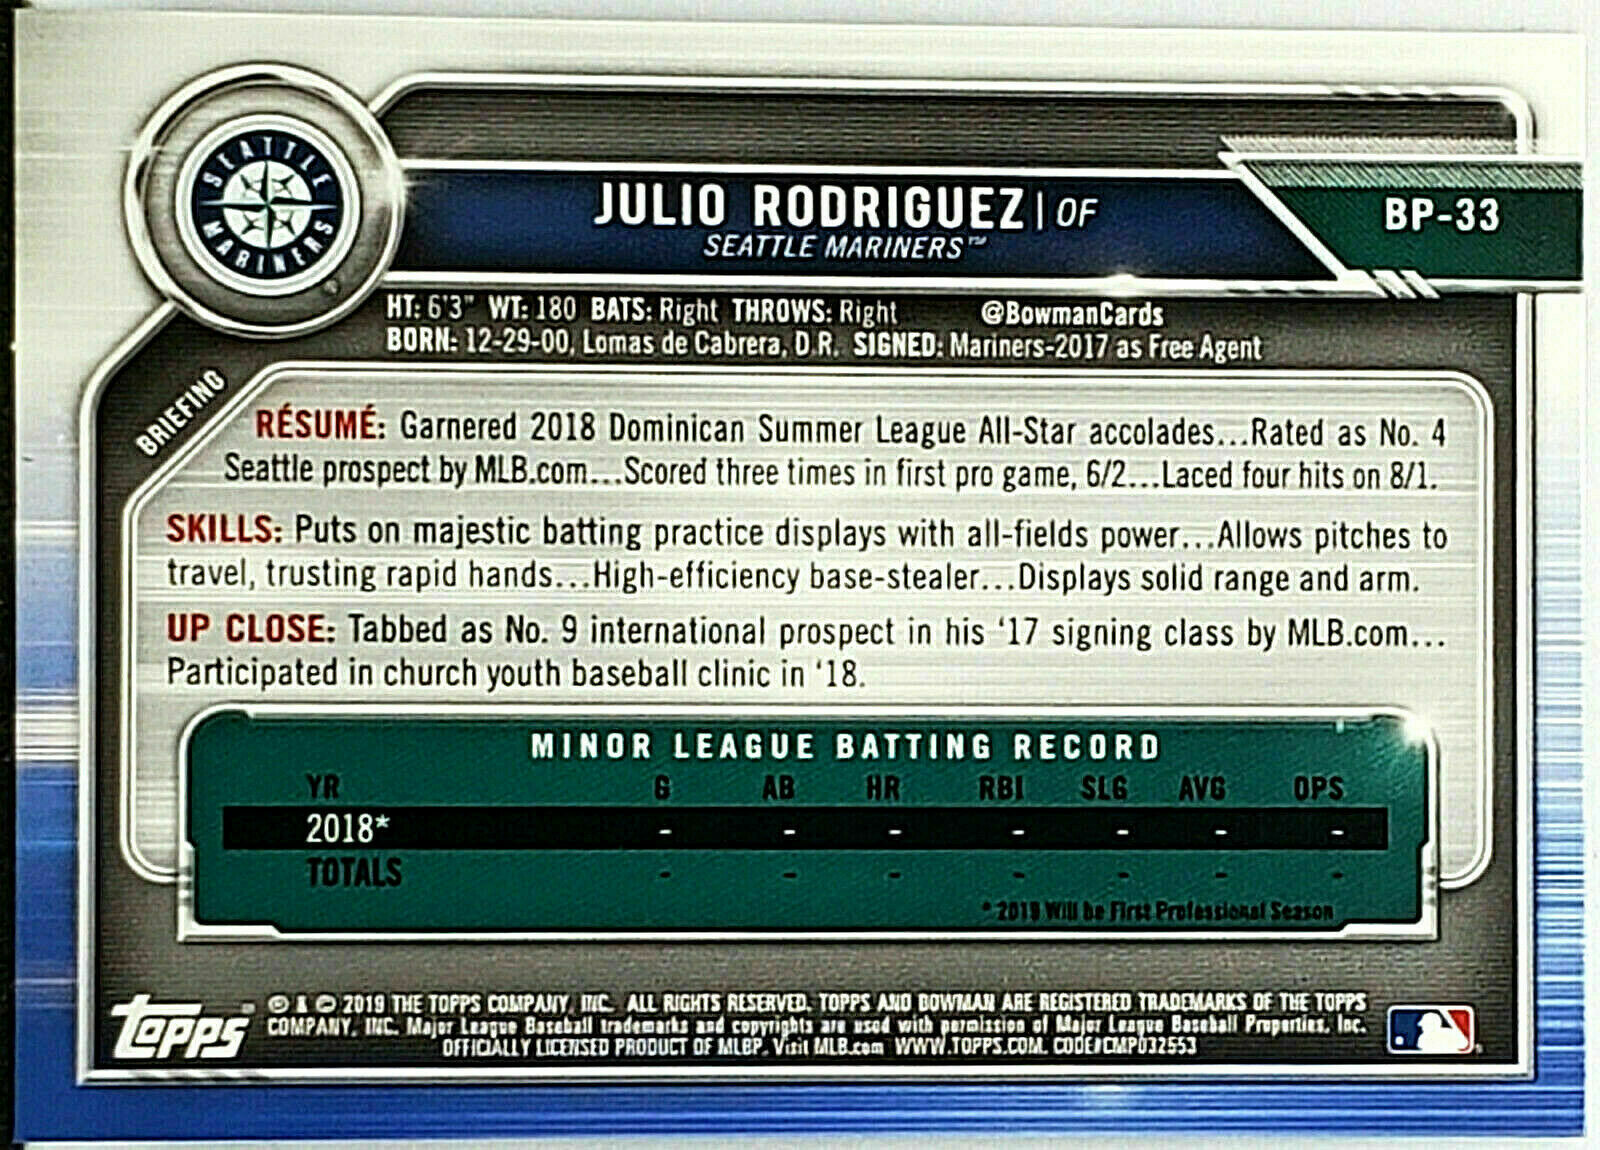 SEATTLE MARINERS
JULIO RODRIGUEZ | OF
SEATTLE MARINERS™
BP-33
HT: 6'3" WT: 180 BATS: Right THROWS: Right @BowmanCards
BORN: 12-29-00, Lomas de Cabrera, D.R. SIGNED: Mariners-2017 as Free Agent
BRIEFING
RÉSUMÉ: Garnered 2018 Dominican Summer League All-Star accolades...Rated as No. 4
Seattle prospect by MLB.com...Scored three times in first pro game, 6/2...Laced four hits on 8/1.
SKILLS: Puts on majestic batting practice displays with all-fields power...Allows pitches to
travel, trusting rapid hands...High-efficiency base-stealer...Displays solid range and arm.
UP CLOSE: Tabbed as No. 9 international prospect in his '17 signing class by MLB.com...
Participated in church youth baseball clinic in '18.
MINOR LEAGUE BATTING RECORD
YR G AB HR RBI SLG AVG OPS
2018* - - - - - - -
TOTALS - - - - - - -
* 2019 Will be First Professional Season
Topps ® © & ℗ 2019 THE TOPPS COMPANY, INC. ALL RIGHTS RESERVED. TOPPS AND BOWMAN ARE REGISTERED TRADEMARKS OF THE TOPPS
COMPANY, INC. Major League Baseball trademarks and copyrights are used with permission of Major League Baseball Properties, Inc.
OFFICIALLY LICENSED PRODUCT OF MLBP. Visit MLB.com WWW.TOPPS.COM. CODE#CMP032553